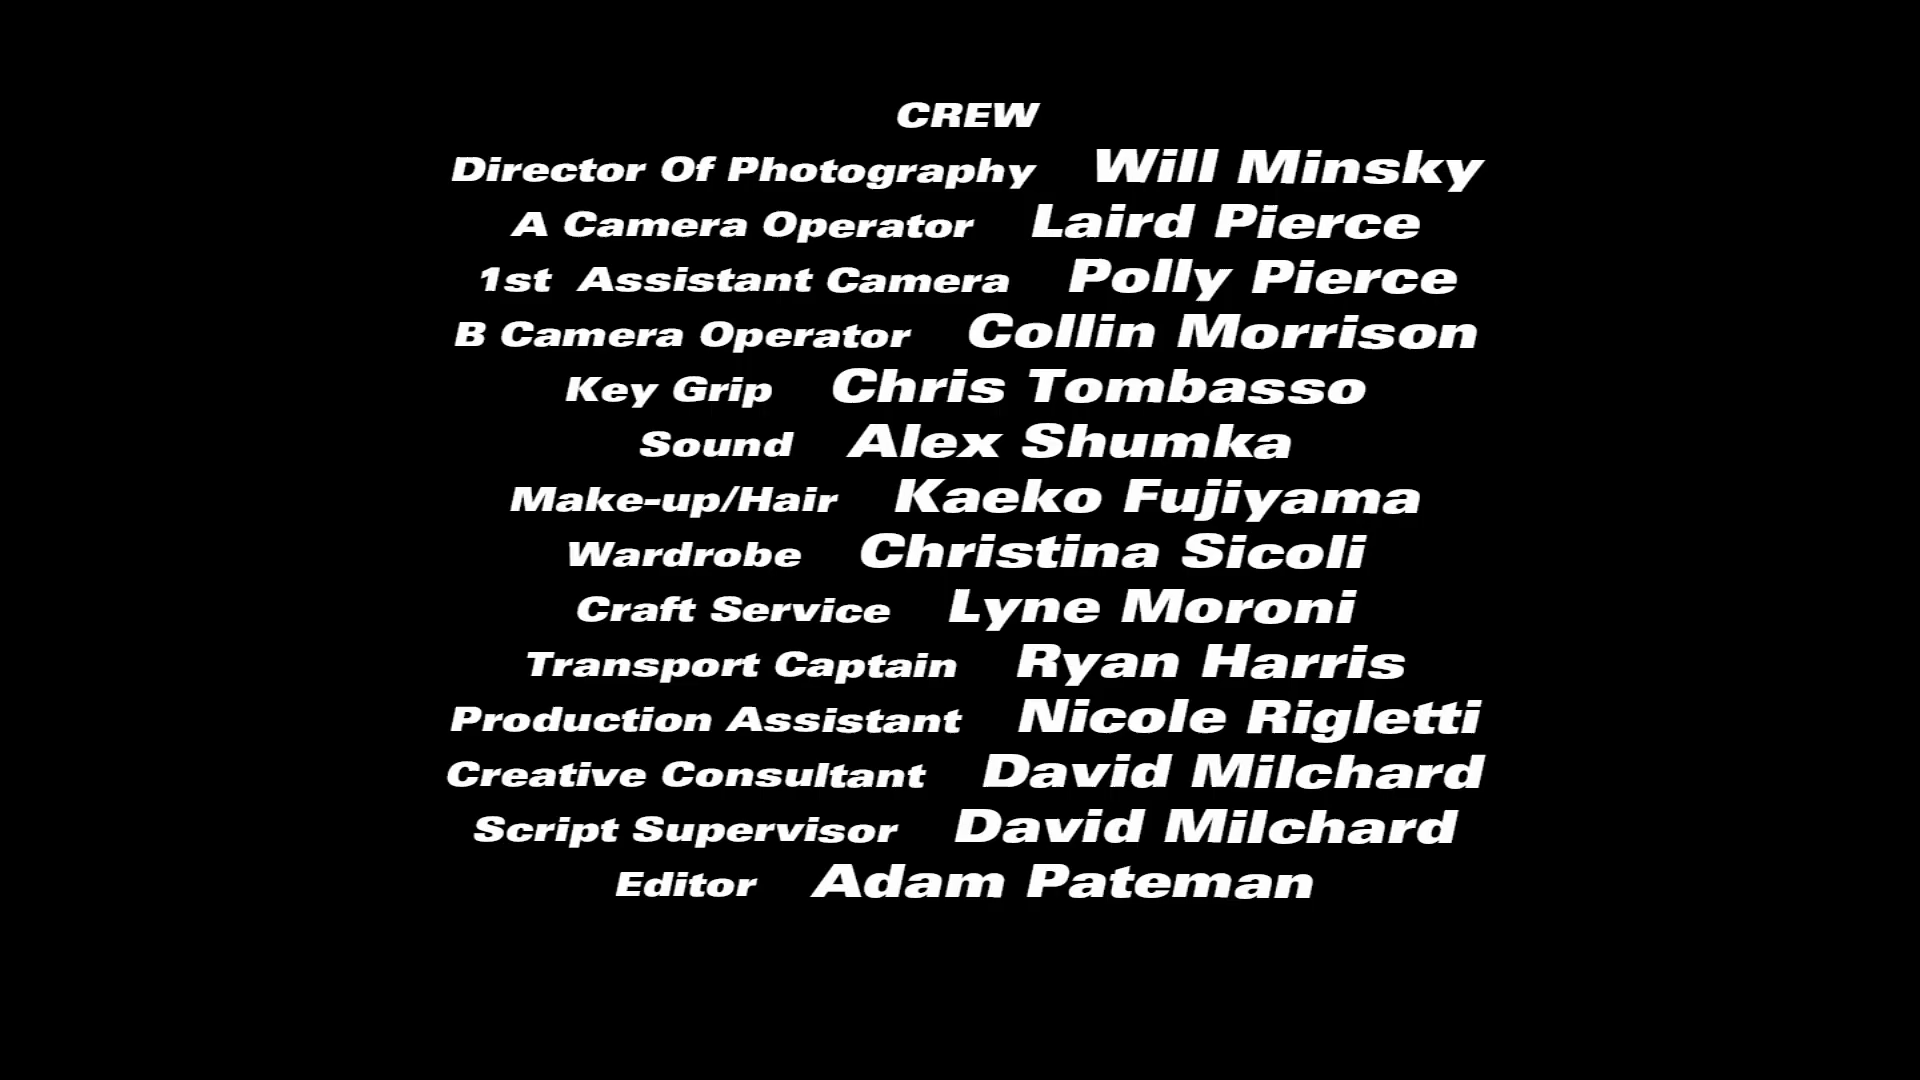 CREW
Director Of Photography Will Minsky
A Camera Operator Laird Pierce
1st Assistant Camera Polly Pierce
B Camera Operator Collin Morrison
Key Grip Chris Tombasso
Sound Alex Shumka
Make-up/Hair Kaeko Fujiyama
Wardrobe Christina Sicoli
Craft Service Lyne Moroni
Transport Captain Ryan Harris
Production Assistant Nicole Rigletti
Creative Consultant David Milchard
Script Supervisor David Milchard
Editor Adam Pateman